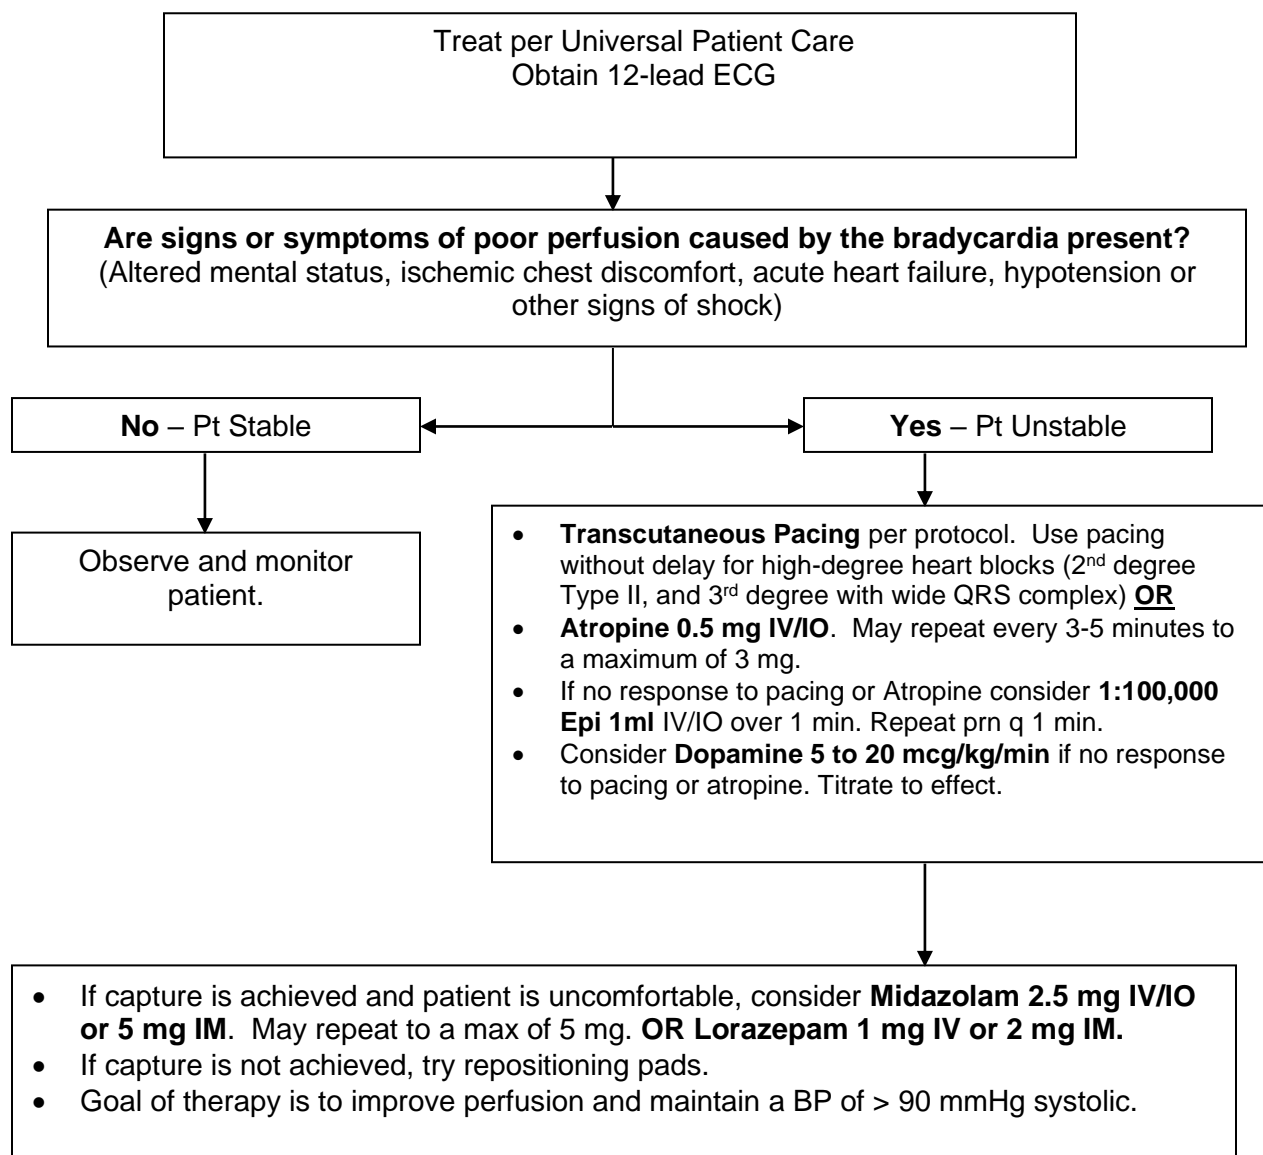 Treat per Universal Patient Care
Obtain 12-lead ECG
Are signs or symptoms of poor perfusion caused by the bradycardia present?
(Altered mental status, ischemic chest discomfort, acute heart failure, hypotension or
other signs of shock)
No – Pt Stable
Yes – Pt Unstable
Observe and monitor
patient.
• Transcutaneous Pacing per protocol. Use pacing
without delay for high-degree heart blocks (2nd degree
Type II, and 3rd degree with wide QRS complex) OR
• Atropine 0.5 mg IV/IO. May repeat every 3-5 minutes to
a maximum of 3 mg.
• If no response to pacing or Atropine consider 1:100,000
Epi 1ml IV/IO over 1 min. Repeat prn q 1 min.
• Consider Dopamine 5 to 20 mcg/kg/min if no response
to pacing or atropine. Titrate to effect.
• If capture is achieved and patient is uncomfortable, consider Midazolam 2.5 mg IV/IO
or 5 mg IM. May repeat to a max of 5 mg. OR Lorazepam 1 mg IV or 2 mg IM.
• If capture is not achieved, try repositioning pads.
• Goal of therapy is to improve perfusion and maintain a BP of > 90 mmHg systolic.